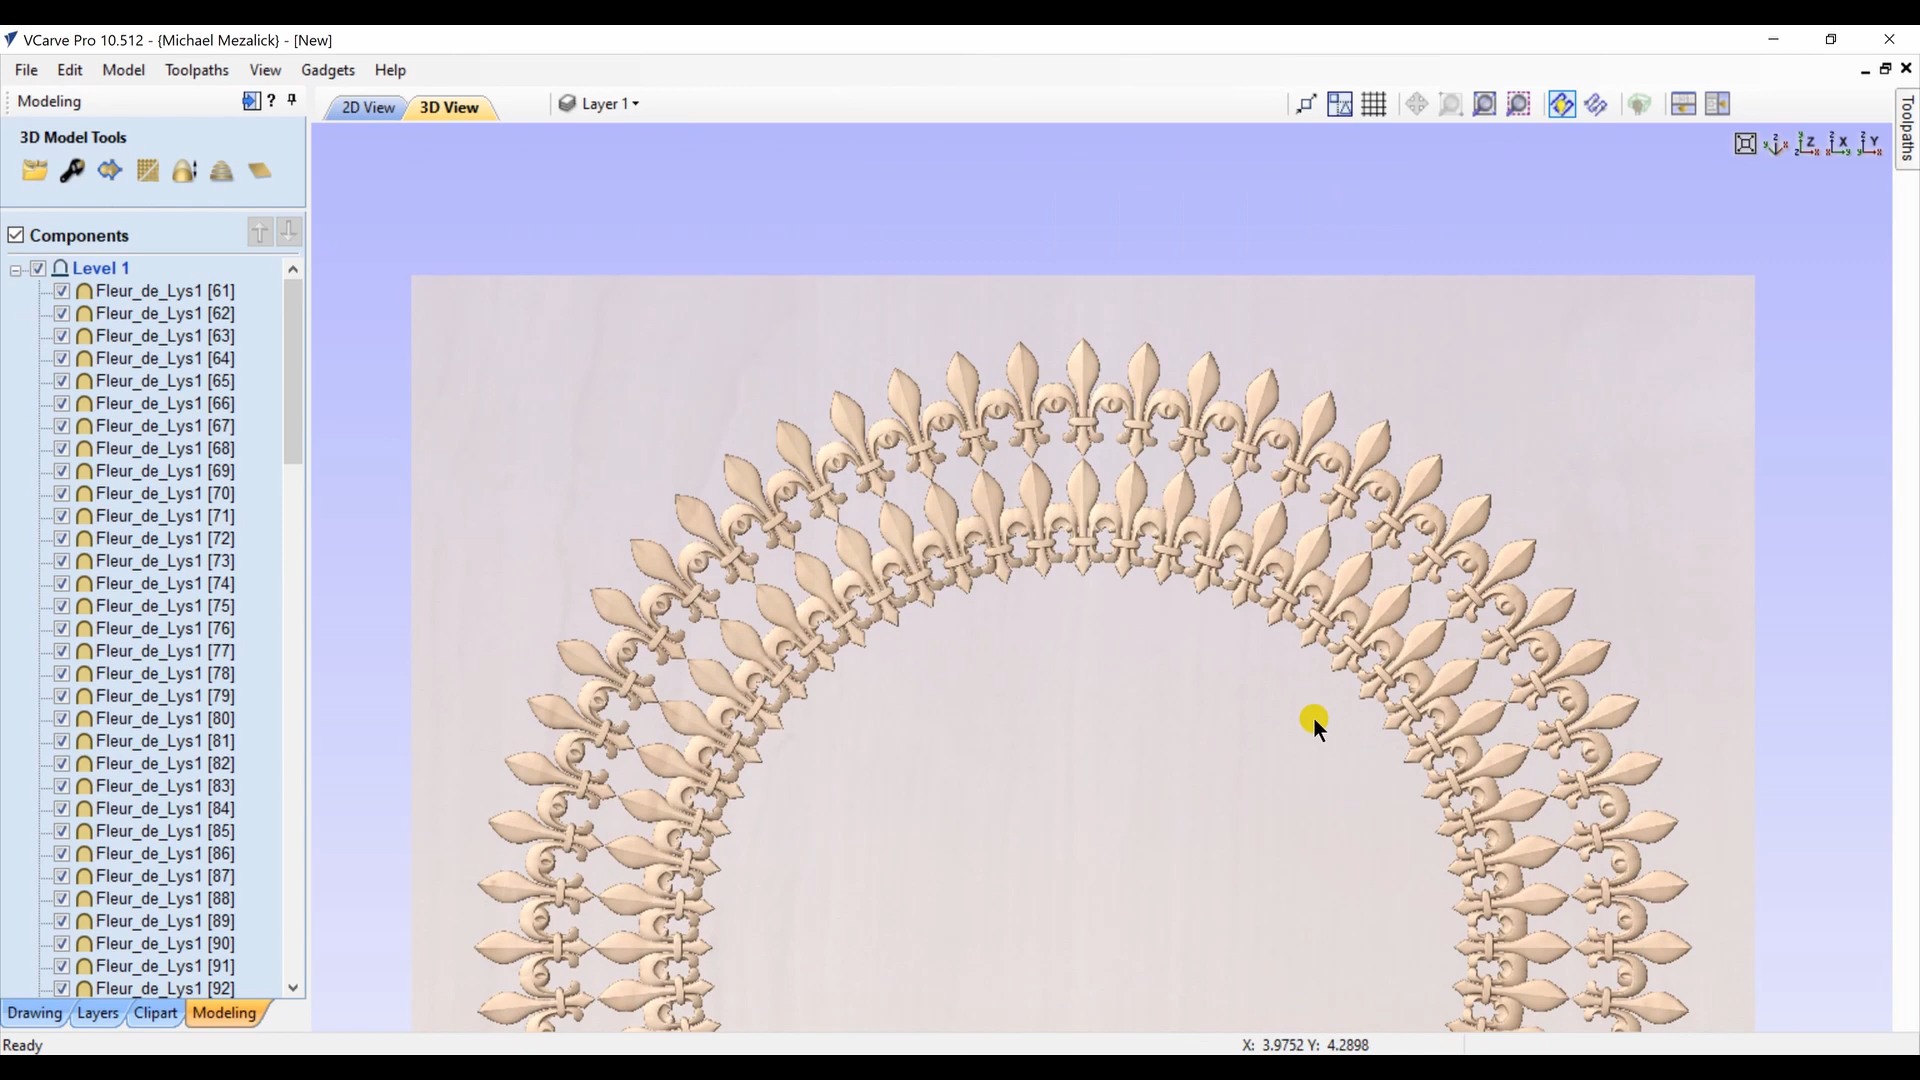 VCarve Pro 10.512 - {Michael Mezalick} - [New]
File Edit Model Toolpaths View Gadgets Help
Modeling ?
2D View 3D View Layer 1
Toolpaths
3D Model Tools
Components
Level 1
Fleur_de_Lys1 [61]
Fleur_de_Lys1 [62]
Fleur_de_Lys1 [63]
Fleur_de_Lys1 [64]
Fleur_de_Lys1 [65]
Fleur_de_Lys1 [66]
Fleur_de_Lys1 [67]
Fleur_de_Lys1 [68]
Fleur_de_Lys1 [69]
Fleur_de_Lys1 [70]
Fleur_de_Lys1 [71]
Fleur_de_Lys1 [72]
Fleur_de_Lys1 [73]
Fleur_de_Lys1 [74]
Fleur_de_Lys1 [75]
Fleur_de_Lys1 [76]
Fleur_de_Lys1 [77]
Fleur_de_Lys1 [78]
Fleur_de_Lys1 [79]
Fleur_de_Lys1 [80]
Fleur_de_Lys1 [81]
Fleur_de_Lys1 [82]
Fleur_de_Lys1 [83]
Fleur_de_Lys1 [84]
Fleur_de_Lys1 [85]
Fleur_de_Lys1 [86]
Fleur_de_Lys1 [87]
Fleur_de_Lys1 [88]
Fleur_de_Lys1 [89]
Fleur_de_Lys1 [90]
Fleur_de_Lys1 [91]
Fleur_de_Lys1 [92]
Drawing Layers Clipart Modeling
Ready
X: 3.9752 Y: 4.2898